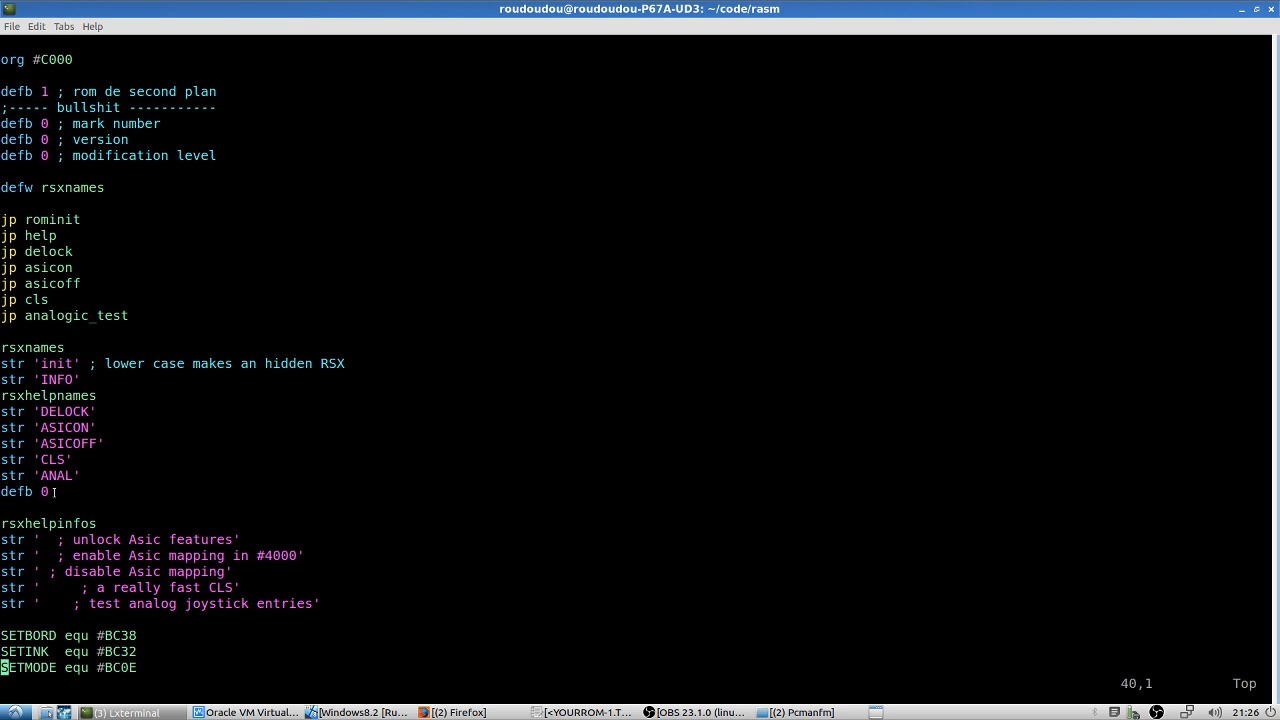 roudoudou@roudoudou-P67A-UD3: ~/code/rasm
File Edit Tabs Help
org #C000
defb 1 ; rom de second plan
;----- bullshit -----------
defb 0 ; mark number
defb 0 ; version
defb 0 ; modification level
defw rsxnames
jp rominit
jp help
jp delock
jp asicon
jp asicoff
jp cls
jp analogic_test
rsxnames
str 'init' ; lower case makes an hidden RSX
str 'INFO'
rsxhelpnames
str 'DELOCK'
str 'ASICON'
str 'ASICOFF'
str 'CLS'
str 'ANAL'
defb 0
rsxhelpinfos
str '  ; unlock Asic features'
str '  ; enable Asic mapping in #4000'
str ' ; disable Asic mapping'
str '     ; a really fast CLS'
str '    ; test analog joystick entries'
SETBORD equ #BC38
SETINK  equ #BC32
SETMODE equ #BC0E
40,1 Top
(3) Lxterminal Oracle VM Virtual... [Windows8.2 [Ru... [(2) Firefox] [<YOURROM-1.T... [OBS 23.1.0 (linu... [(2) Pcmanfm] 21:26